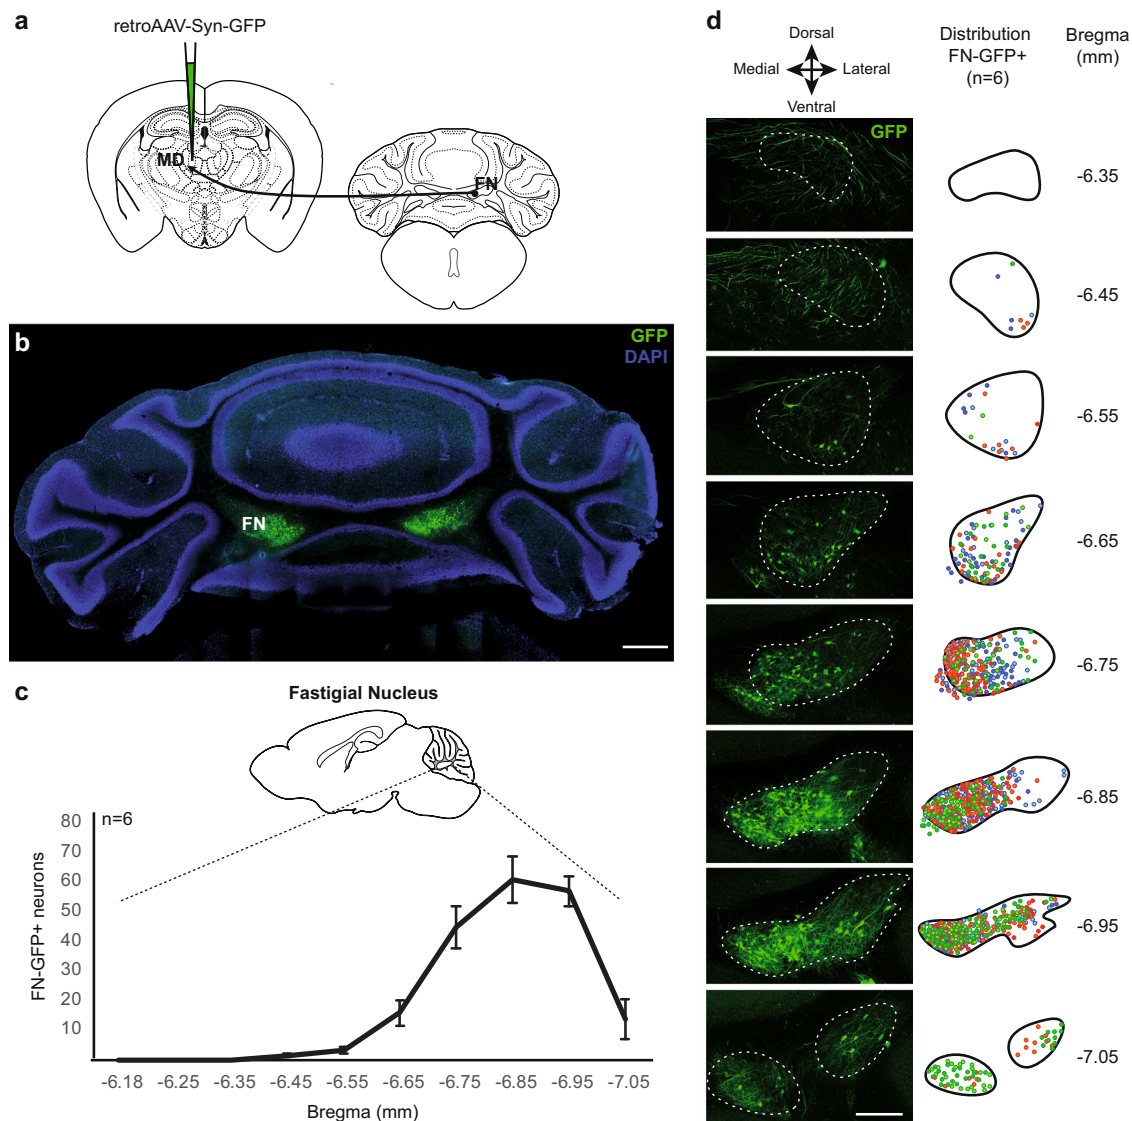 a
retroAAV-Syn-GFP
MD
FN
b
GFP
DAPI
FN
c
Fastigial Nucleus
n=6
FN-GFP+ neurons
80
70
60
50
40
30
20
10
-6.18 -6.25 -6.35 -6.45 -6.55 -6.65 -6.75 -6.85 -6.95 -7.05
Bregma (mm)
d
Dorsal
Medial Lateral
Ventral
Distribution
FN-GFP+
(n=6)
Bregma
(mm)
GFP
-6.35
-6.45
-6.55
-6.65
-6.75
-6.85
-6.95
-7.05